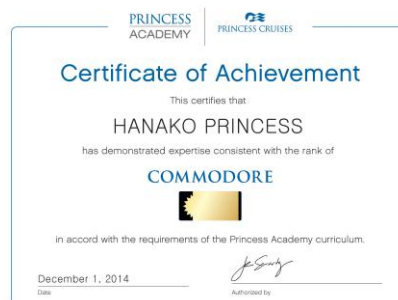 PRINCESS
ACADEMY
PRINCESS CRUISES
Certificate of Achievement
This certifies that
HANAKO PRINCESS
has demonstrated expertise consistent with the rank of
COMMODORE
in accord with the requirements of the Princess Academy curriculum.
December 1, 2014
Date
Authorized by